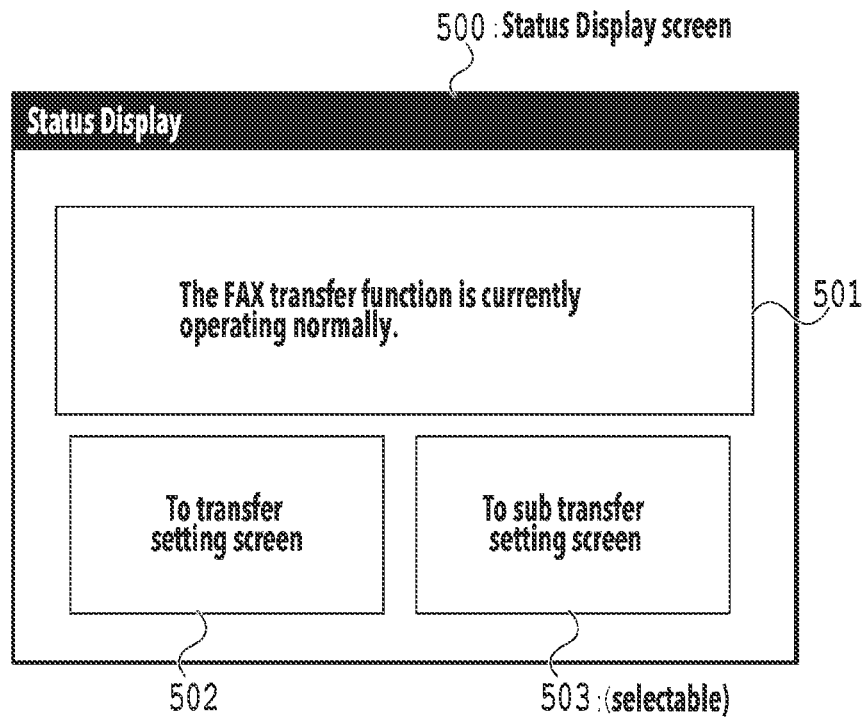 500 : Status Display screen
Status Display
The FAX transfer function is currently
operating normally.
501
To transfer
setting screen
To sub transfer
setting screen
502
503 :(selectable)